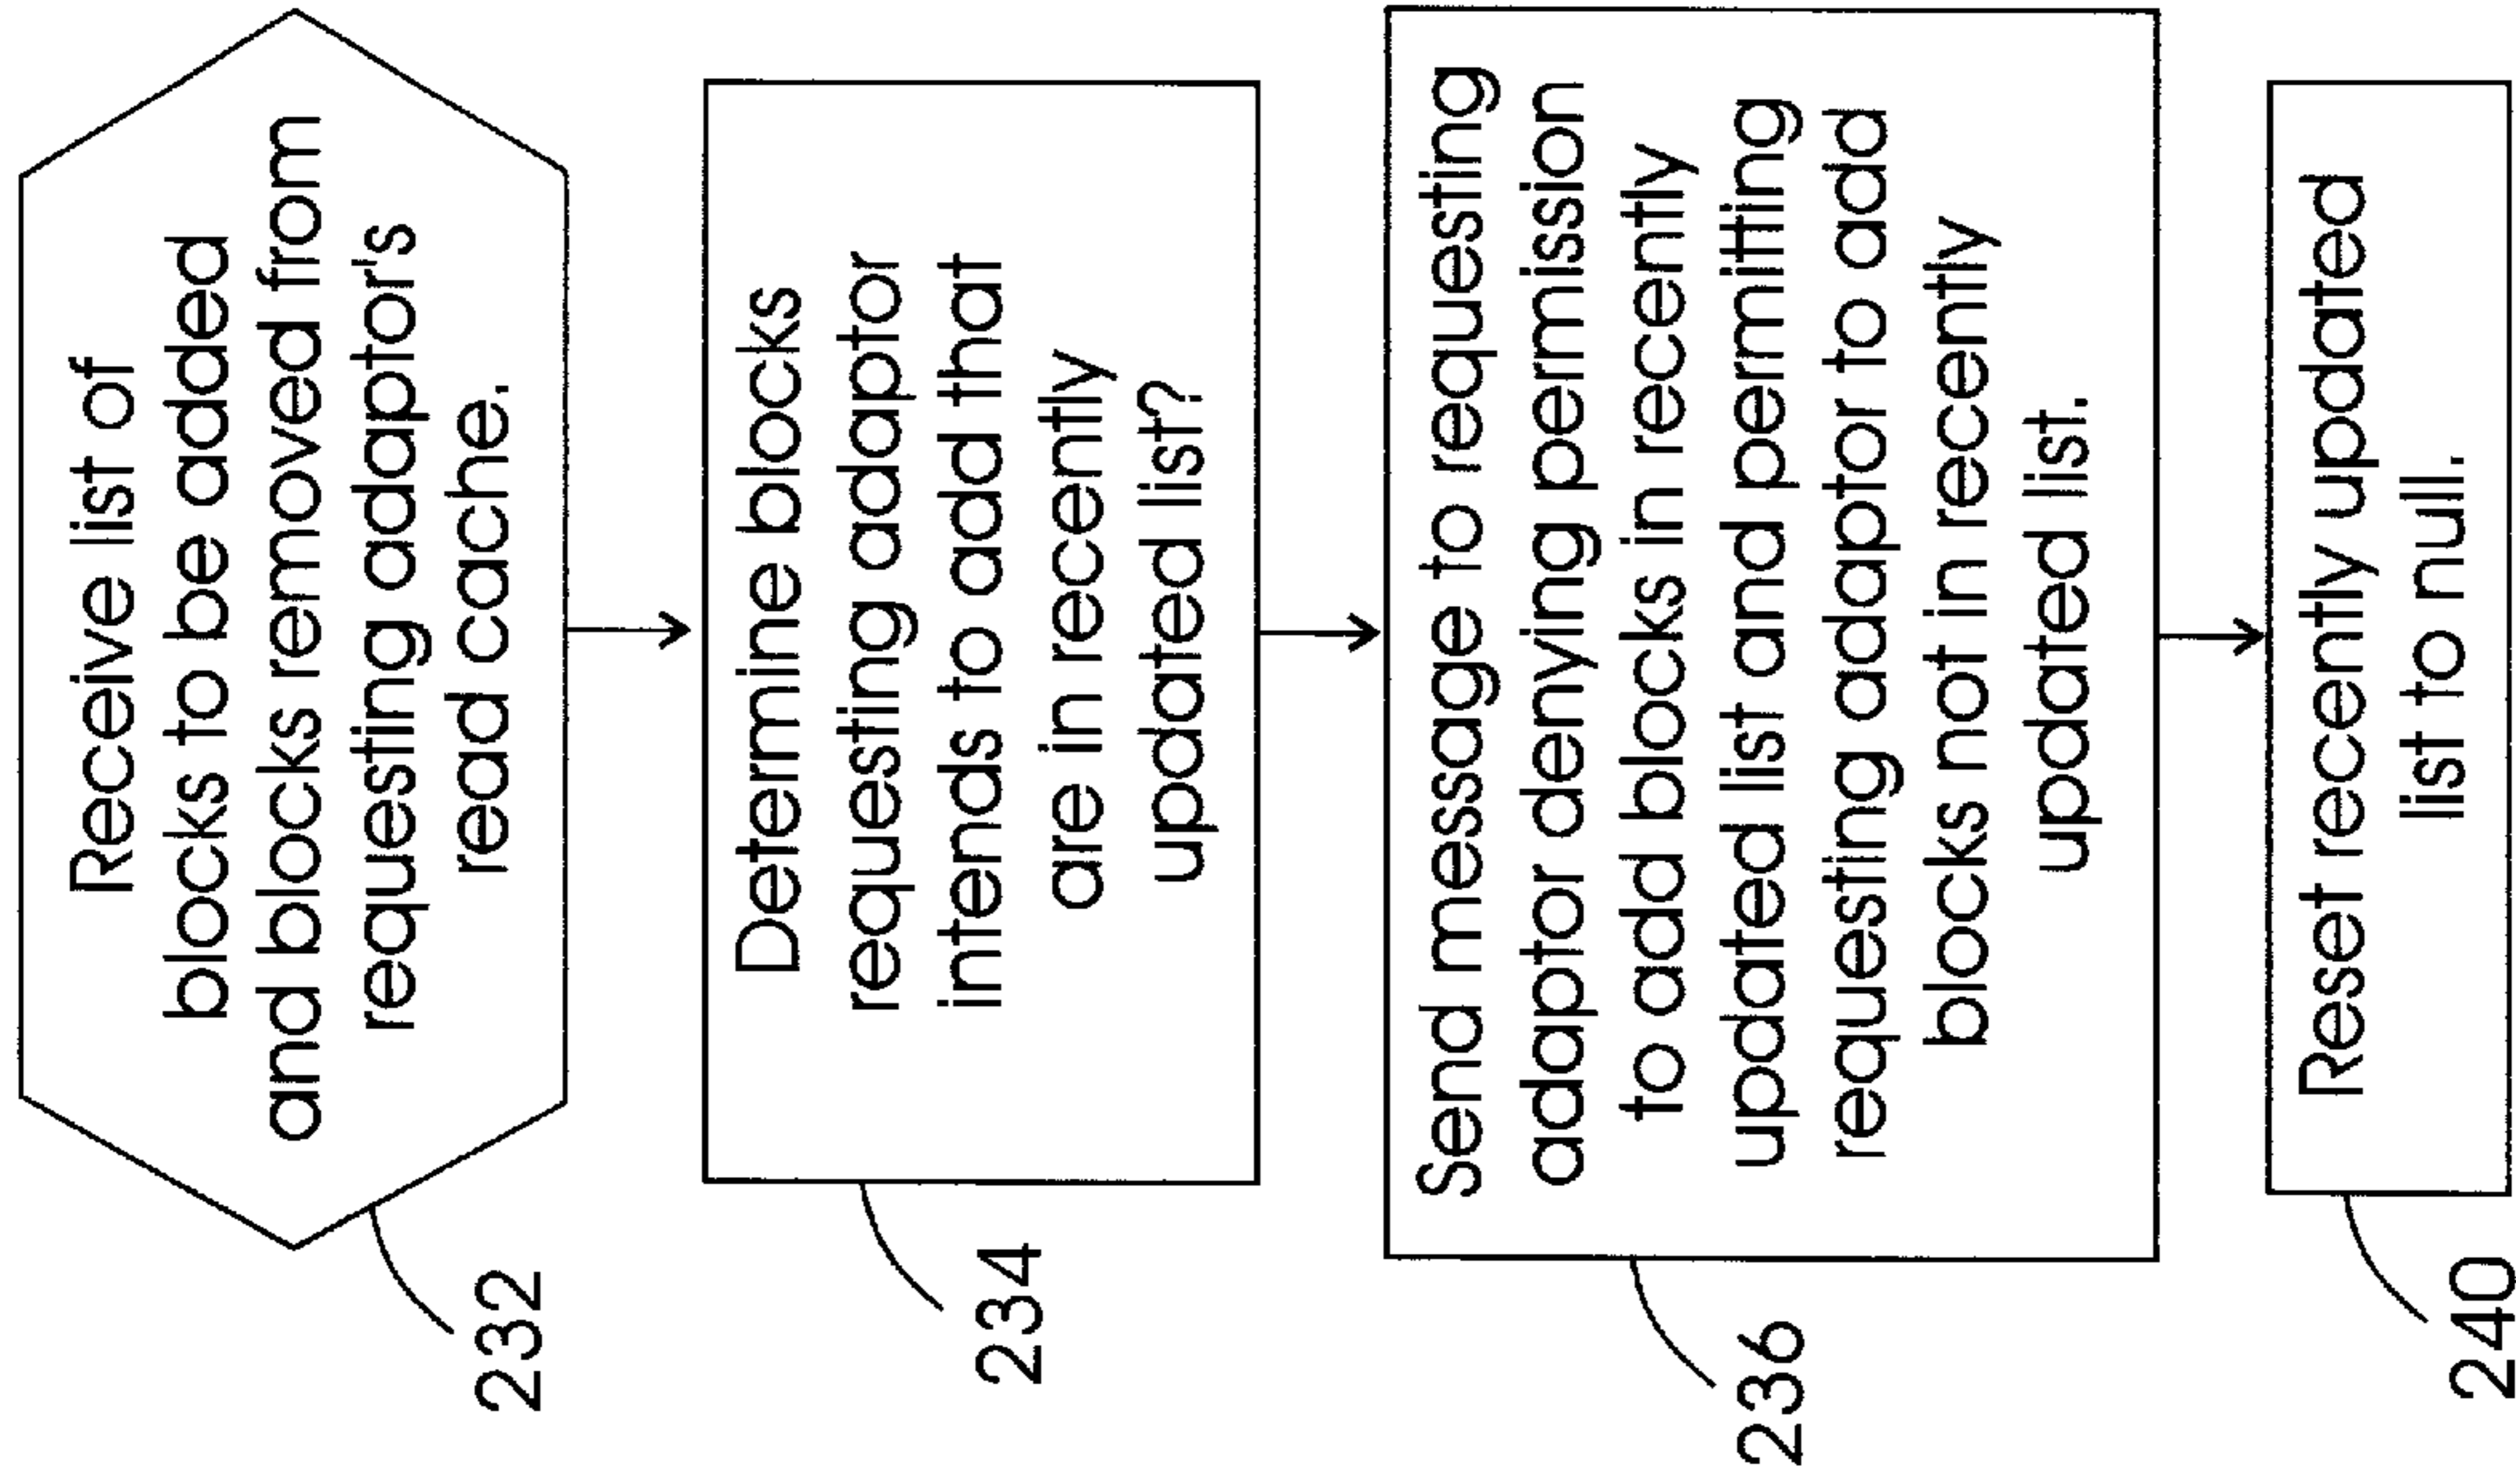 Receive list of
blocks to be added
and blocks removed from
requesting adaptor's
read cache.
232
Determine blocks
requesting adaptor
intends to add that
are in recently
updated list?
234
Send message to requesting
adaptor denying permission
to add blocks in recently
updated list and permitting
requesting adaptor to add
blocks not in recently
updated list.
236
Reset recently updated
list to null.
240